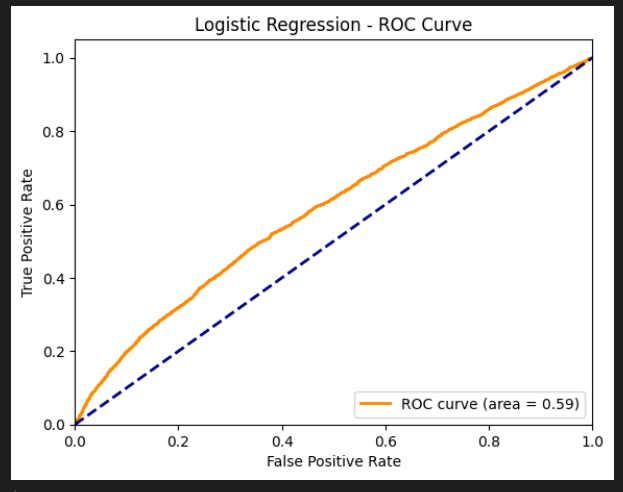 Logistic Regression - ROC Curve
1.0
0.8
0.6
0.4
0.2
0.0
True Positive Rate
ROC curve (area = 0.59)
0.0 0.2 0.4 0.6 0.8 1.0
False Positive Rate